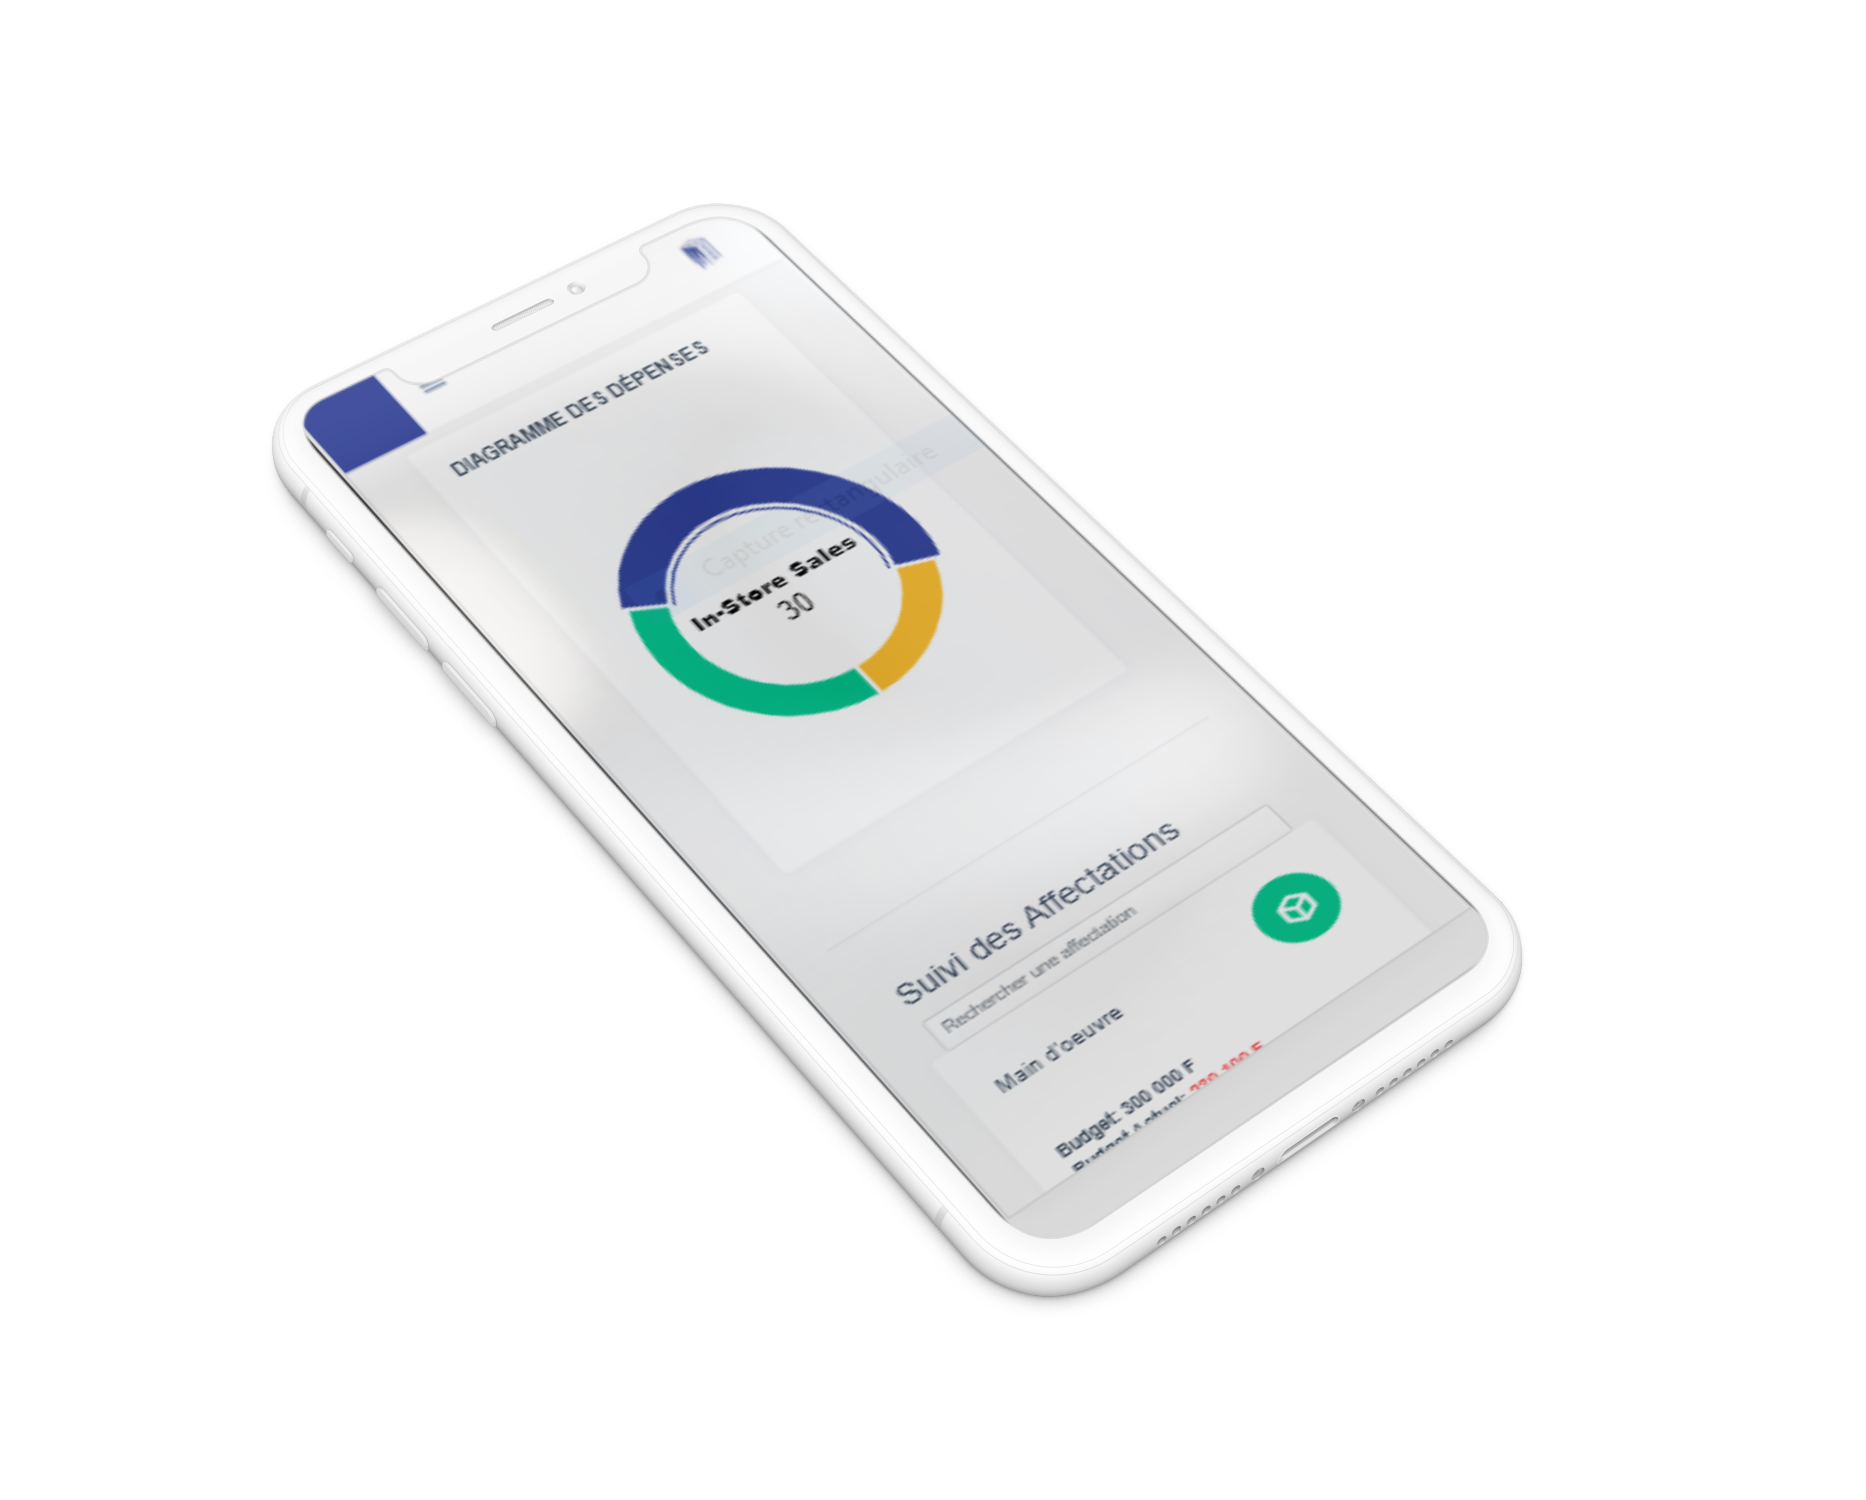 DIAGRAMME DES DÉPENSES
Capture rectangulaire
In-Store Sales
30
Suivi des Affectations
Rechercher une affectation
Main d'oeuvre
Budget: 300 000 F
Budget Actuel: